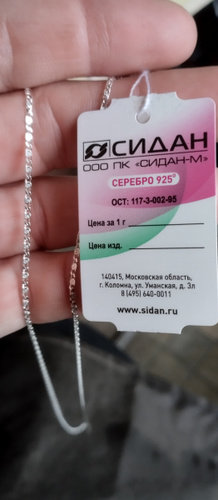 СИДАН
ООО ПК «СИДАН-М»
СЕРЕБРО 925°
ОСТ: 117-3-002-95
Цена за 1 г
Цена изд.
140415, Московская область,
г. Коломна, ул. Уманская, д. 3л
8 (495) 640-0011
www.sidan.ru